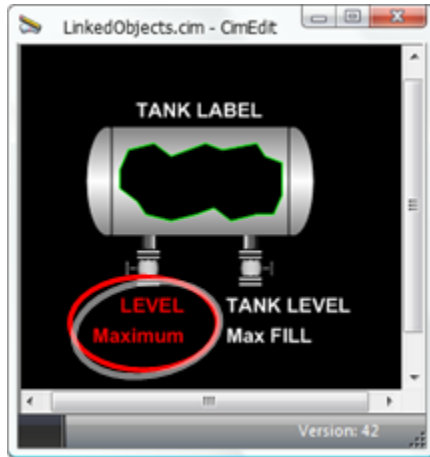 LinkedObjects.cim - CimEdit
TANK LABEL
LEVEL TANK LEVEL
Maximum Max FILL
Version: 42